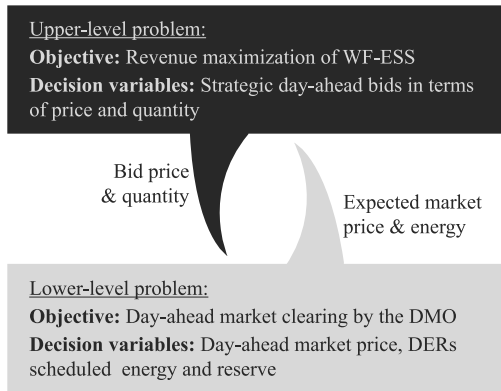 Upper-level problem:
Objective: Revenue maximization of WF-ESS
Decision variables: Strategic day-ahead bids in terms
of price and quantity
Bid price
& quantity
Expected market
price & energy
Lower-level problem:
Objective: Day-ahead market clearing by the DMO
Decision variables: Day-ahead market price, DERs
scheduled energy and reserve